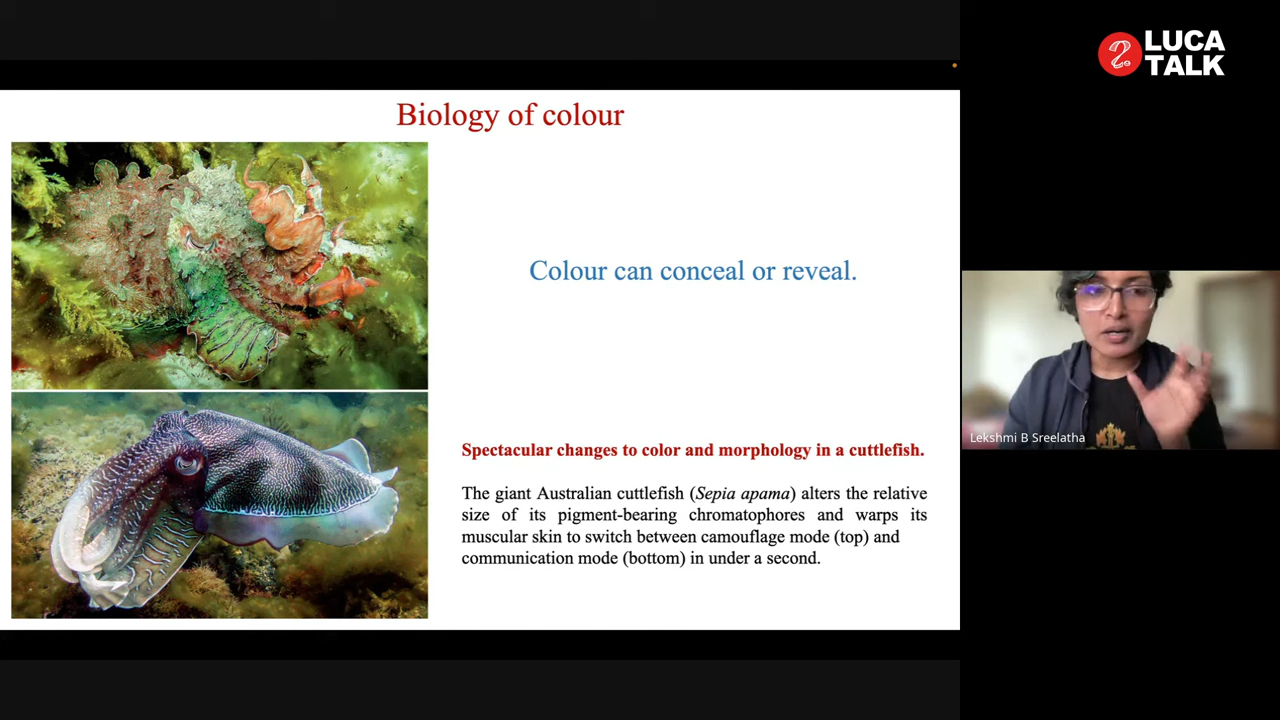 LUCA
TALK
Biology of colour
Colour can conceal or reveal.
Spectacular changes to color and morphology in a cuttlefish.
The giant Australian cuttlefish (Sepia apama) alters the relative
size of its pigment-bearing chromatophores and warps its
muscular skin to switch between camouflage mode (top) and
communication mode (bottom) in under a second.
Lekshmi B Sreelatha